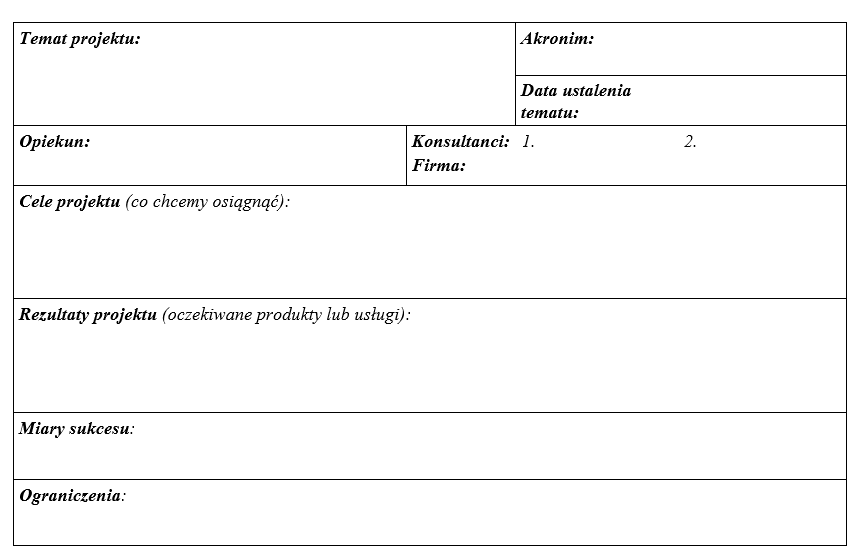 Temat projektu:
Akronim:
Data ustalenia
tematu:
Opiekun:
Konsultanci: 1. 2.
Firma:
Cele projektu (co chcemy osiągnąć):
Rezultaty projektu (oczekiwane produkty lub usługi):
Miary sukcesu:
Ograniczenia: